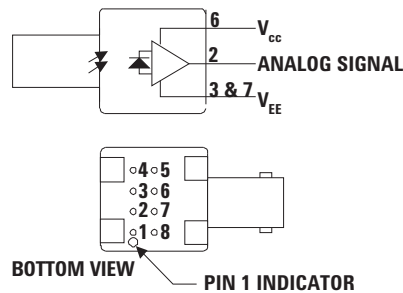 6
Vcc
2
ANALOG SIGNAL
3 & 7
VEE
4 5
3 6
2 7
1 8
BOTTOM VIEW
PIN 1 INDICATOR